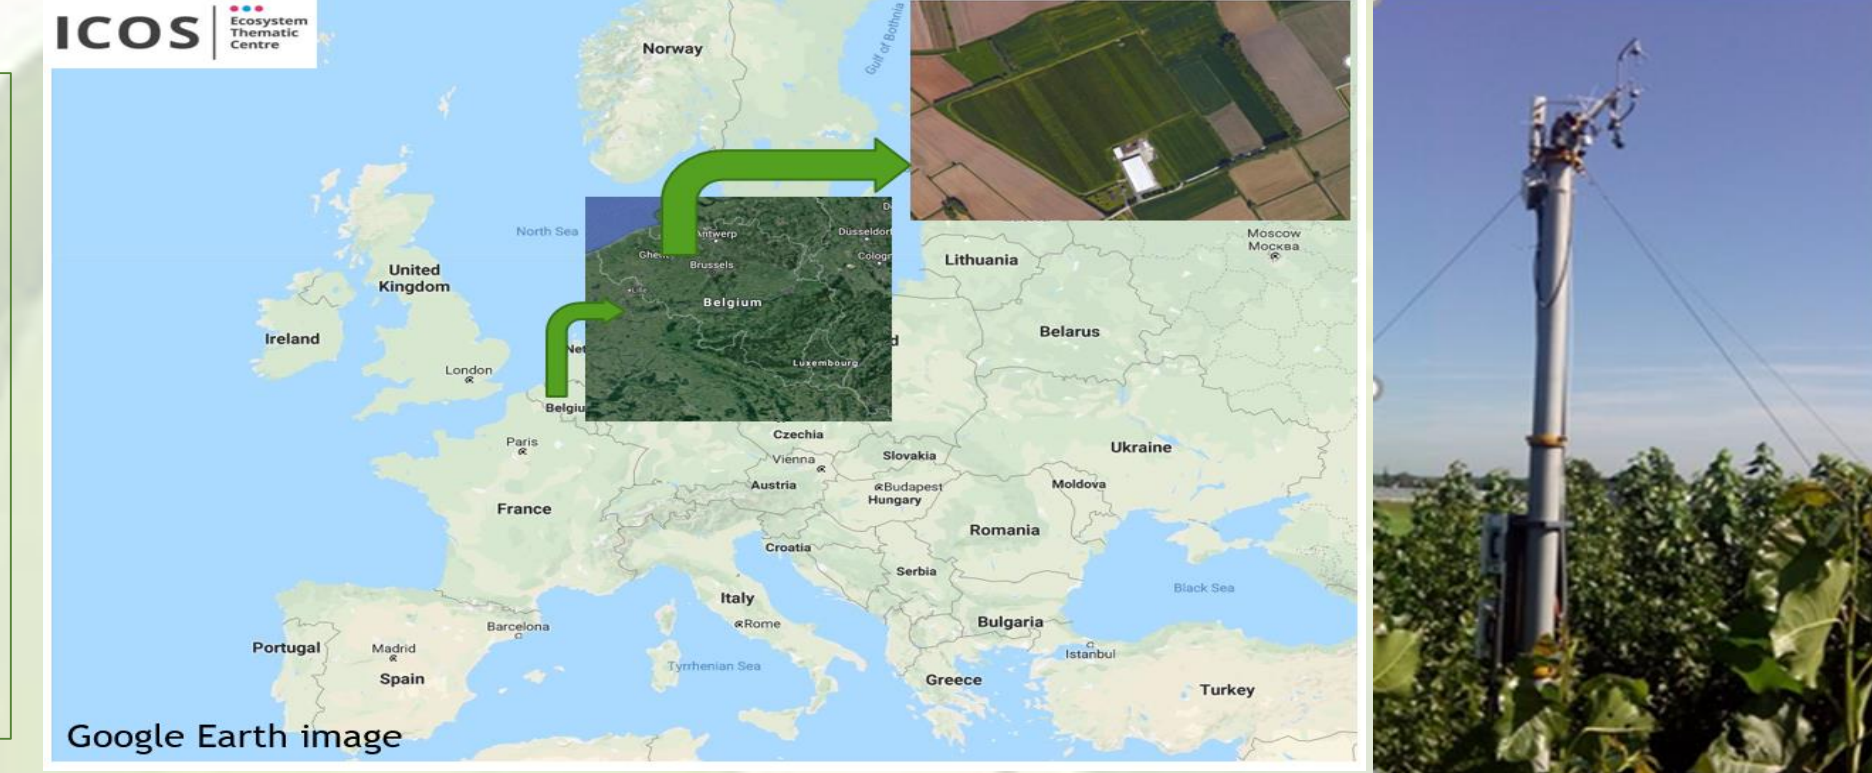 ICOS
Ecosystem
Thematic
Centre
Norway
Gulf of Bothnia
North Sea
United
Kingdom
Ireland
London
Antwerp
Düsseldorf
Brussels
Belgium
Luxembourg
Lithuania
Moscow
Москва
Belarus
Paris
Czechia
Vienna
Slovakia
Ukraine
Austria
Budapest
Hungary
Moldova
France
Romania
Croatia
Serbia
Italy
Black Sea
Rome
Bulgaria
Barcelona
Portugal
Madrid
Istanbul
Tyrrhenian Sea
Spain
Greece
Turkey
Google Earth image